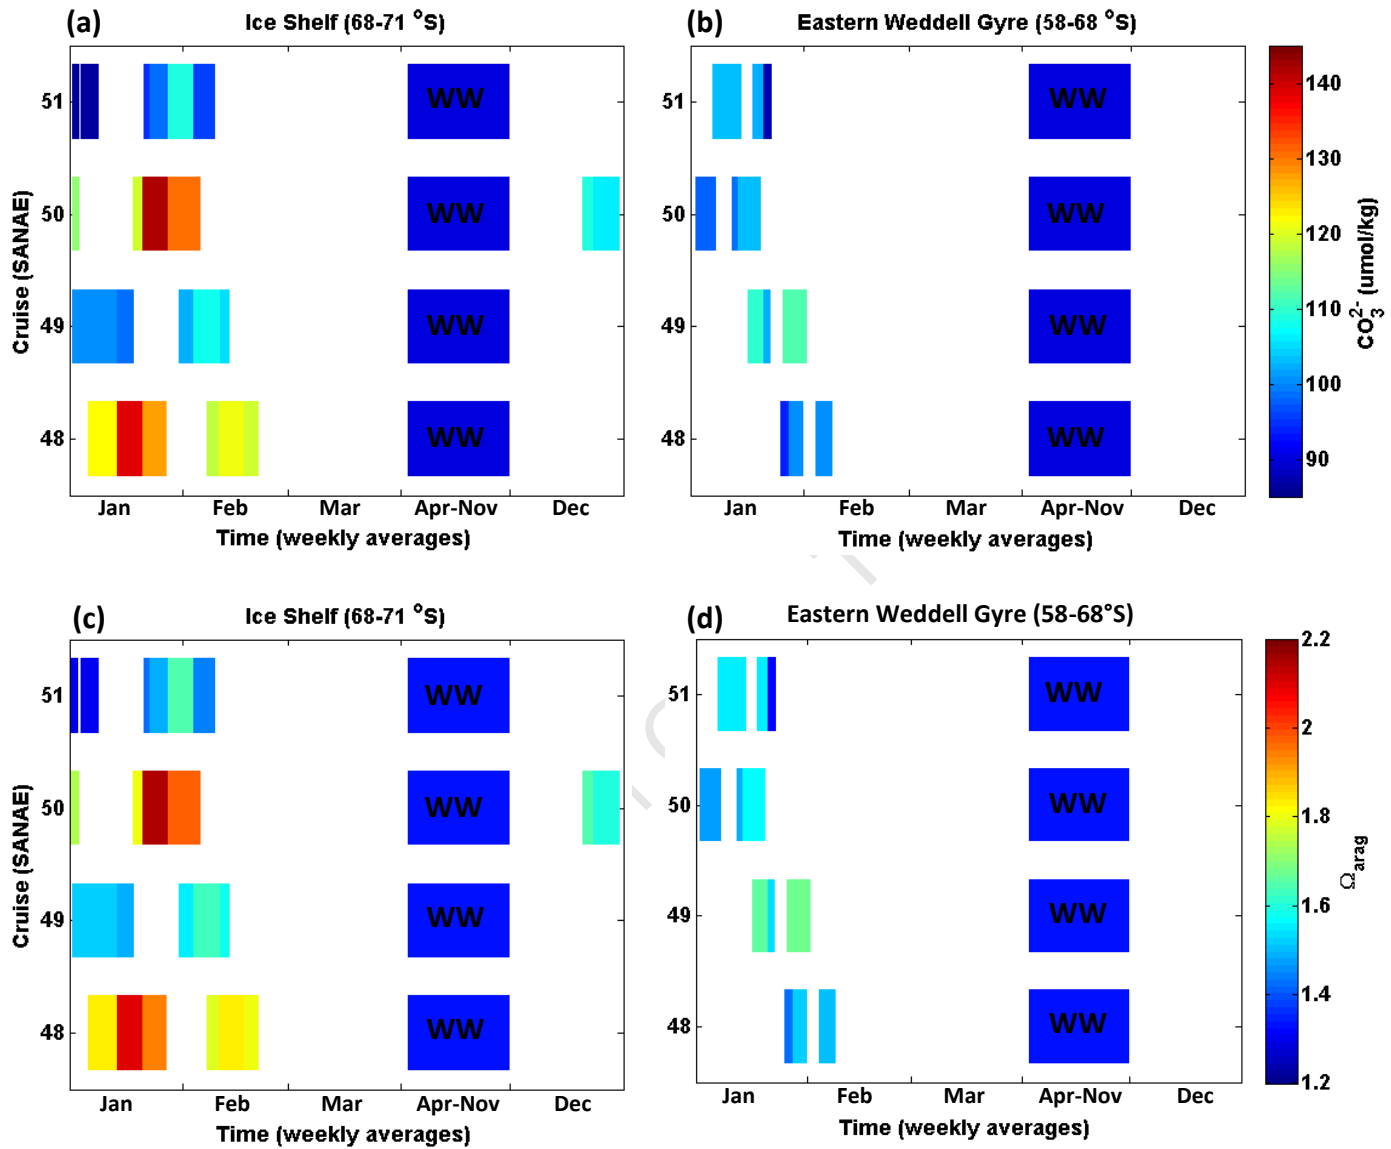 (a) Ice Shelf (68-71 °S)
(b) Eastern Weddell Gyre (58-68 °S)
51 WW
50 WW
49 WW
48 WW
Cruise (SANAE)
Jan Feb Mar Apr-Nov Dec
Time (weekly averages)
WW
WW
WW
WW
51
50
49
48
Jan Feb Mar Apr-Nov Dec
Time (weekly averages)
140
130
120
110
100
90
CO₃²⁻ (umol/kg)
(c) Ice Shelf (68-71 °S)
(d) Eastern Weddell Gyre (58-68°S)
51 WW
50 WW
49 WW
48 WW
Cruise (SANAE)
Jan Feb Mar Apr-Nov Dec
Time (weekly averages)
51 WW
50 WW
49 WW
48 WW
Jan Feb Mar Apr-Nov Dec
Time (weekly averages)
2.2
2
1.8
1.6
1.4
1.2
Ωarag